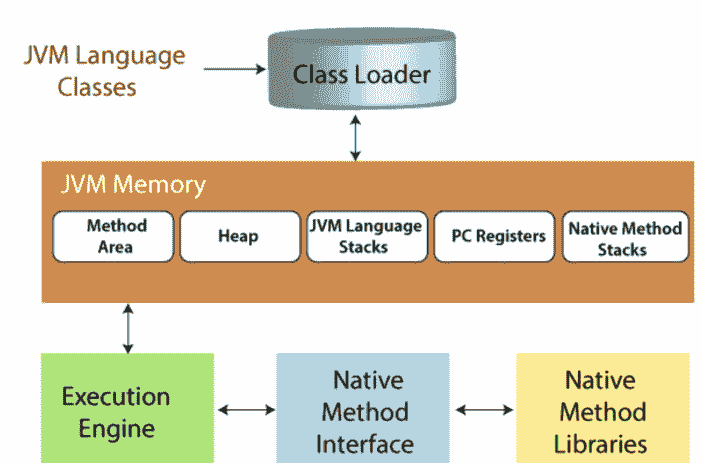 JVM Language
Classes
Class Loader
JVM Memory
Method
Area
Heap
JVM Language
Stacks
PC Registers
Native Method
Stacks
Execution
Engine
Native
Method
Interface
Native
Method
Libraries